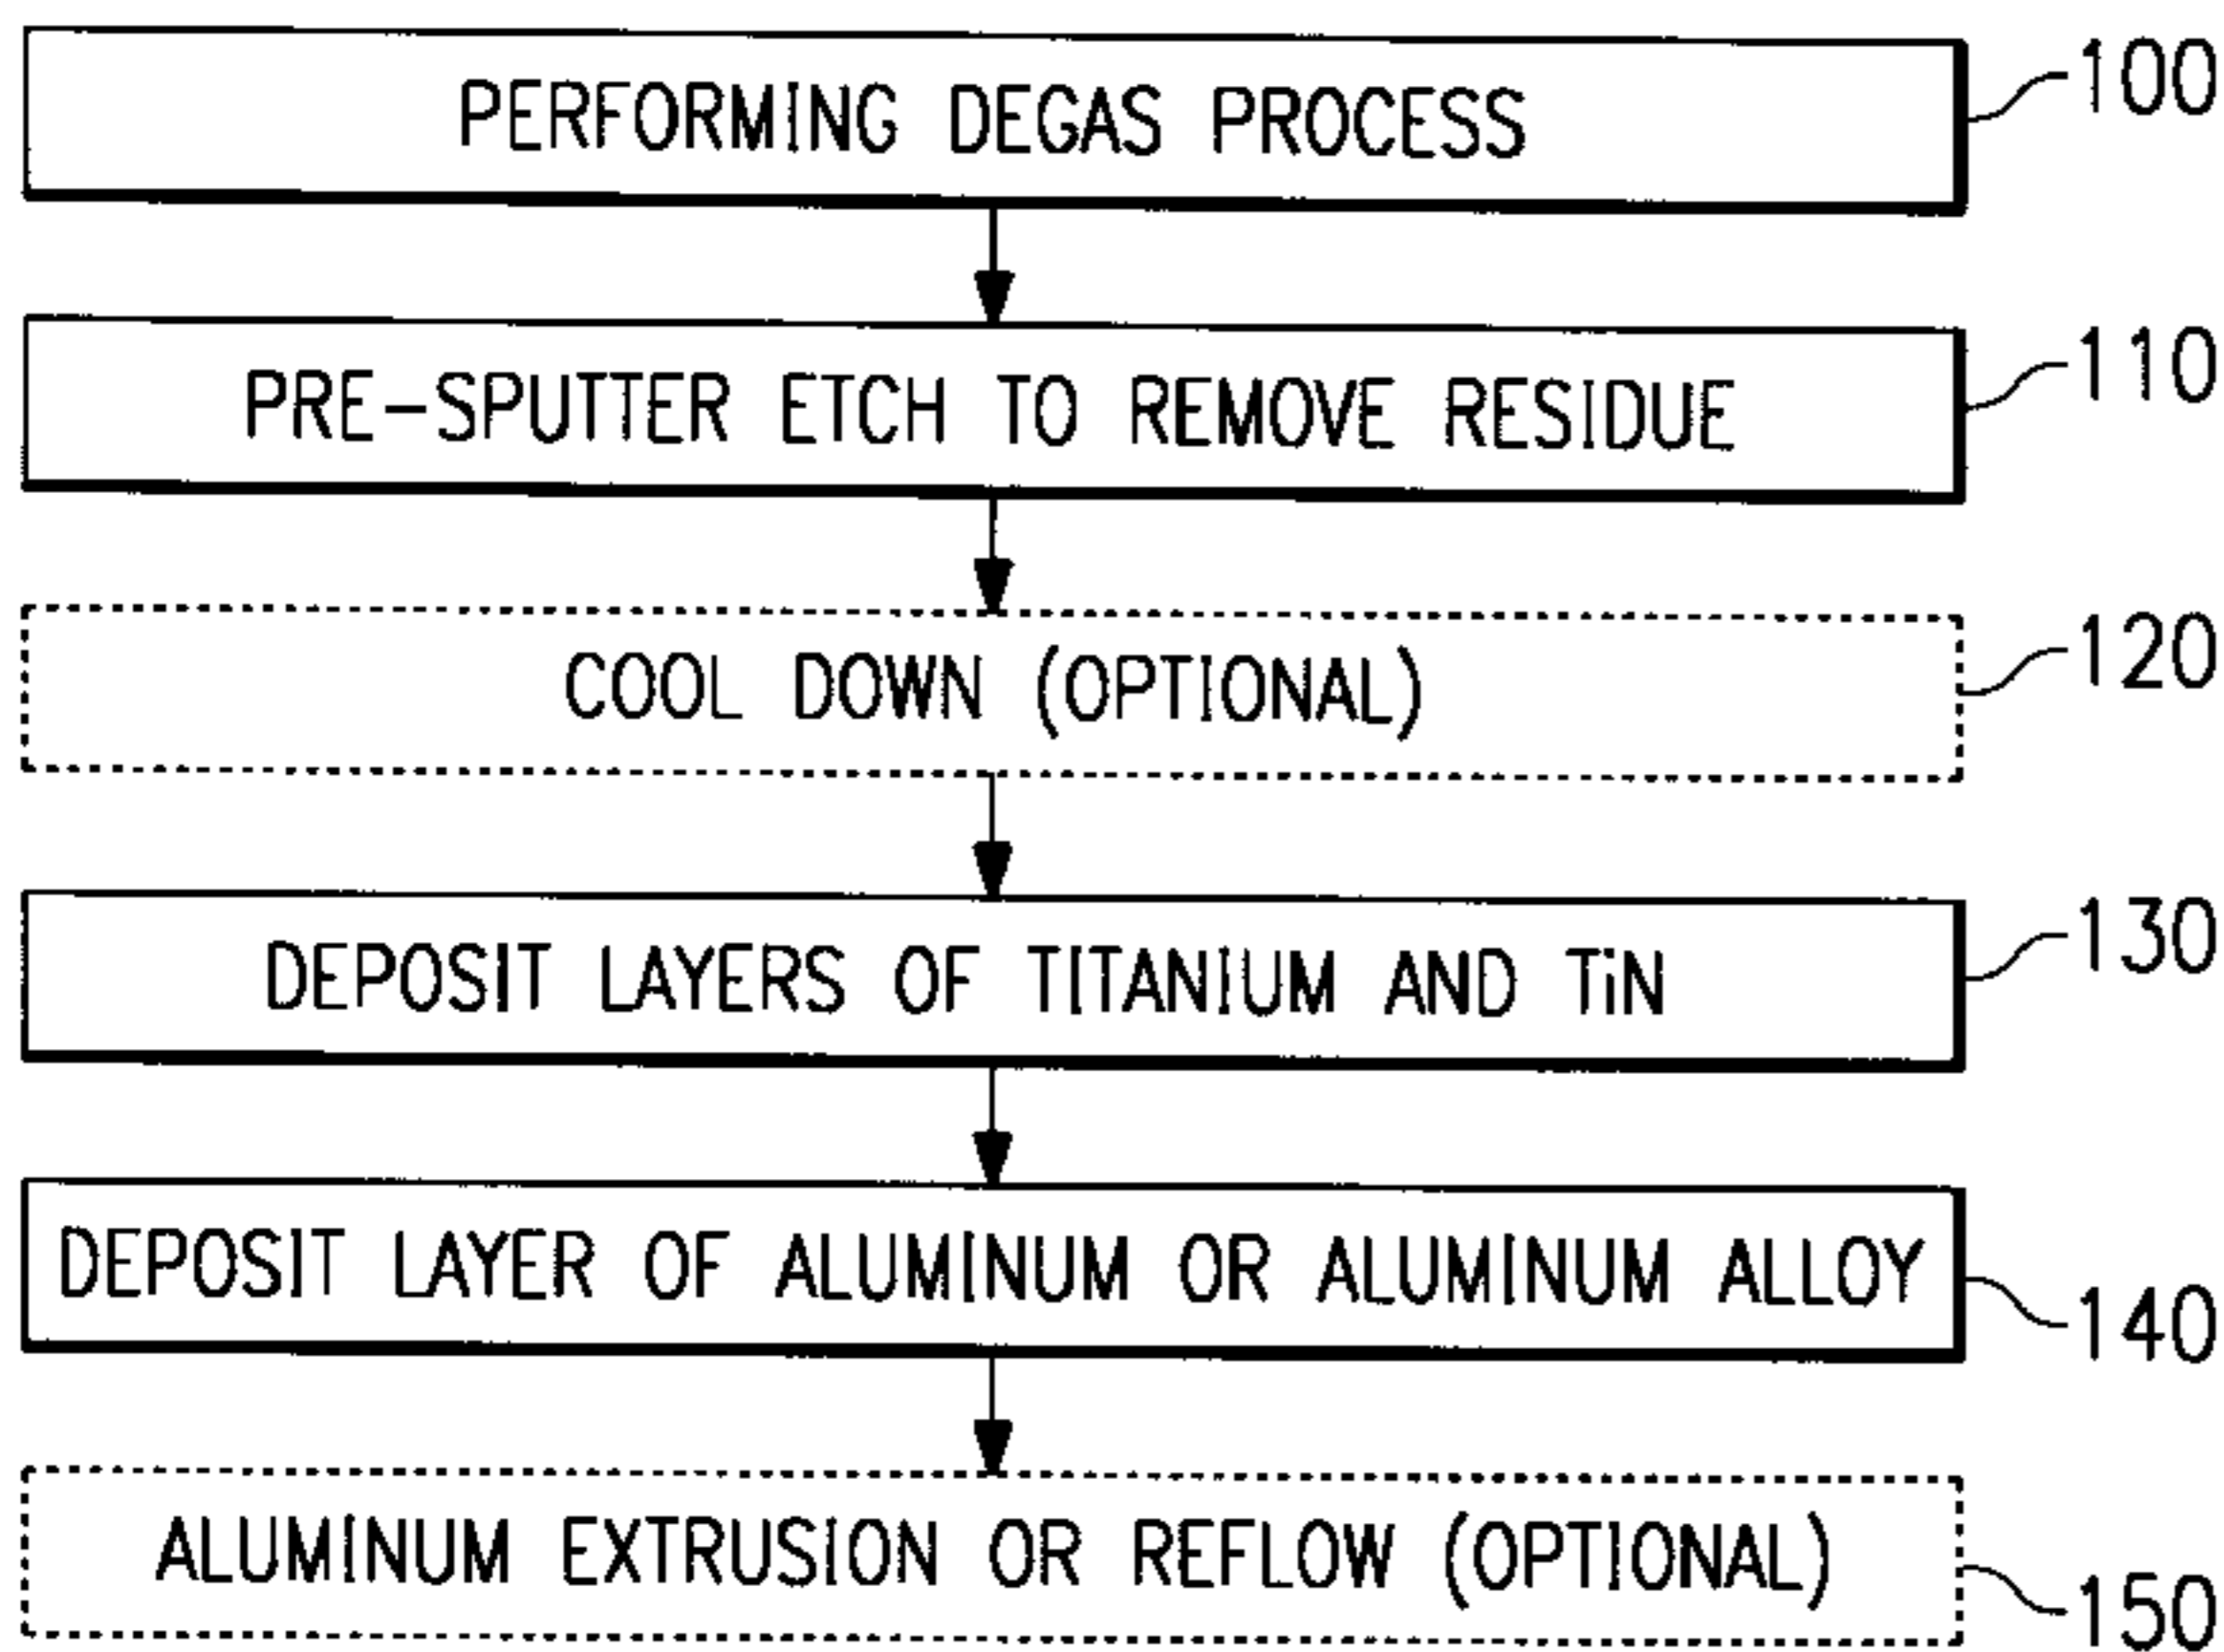 PERFORMING DEGAS PROCESS 100
PRE-SPUTTER ETCH TO REMOVE RESIDUE 110
COOL DOWN (OPTIONAL) 120
DEPOSIT LAYERS OF TITANIUM AND TiN 130
DEPOSIT LAYER OF ALUMINUM OR ALUMINUM ALLOY 140
ALUMINUM EXTRUSION OR REFLOW (OPTIONAL) 150